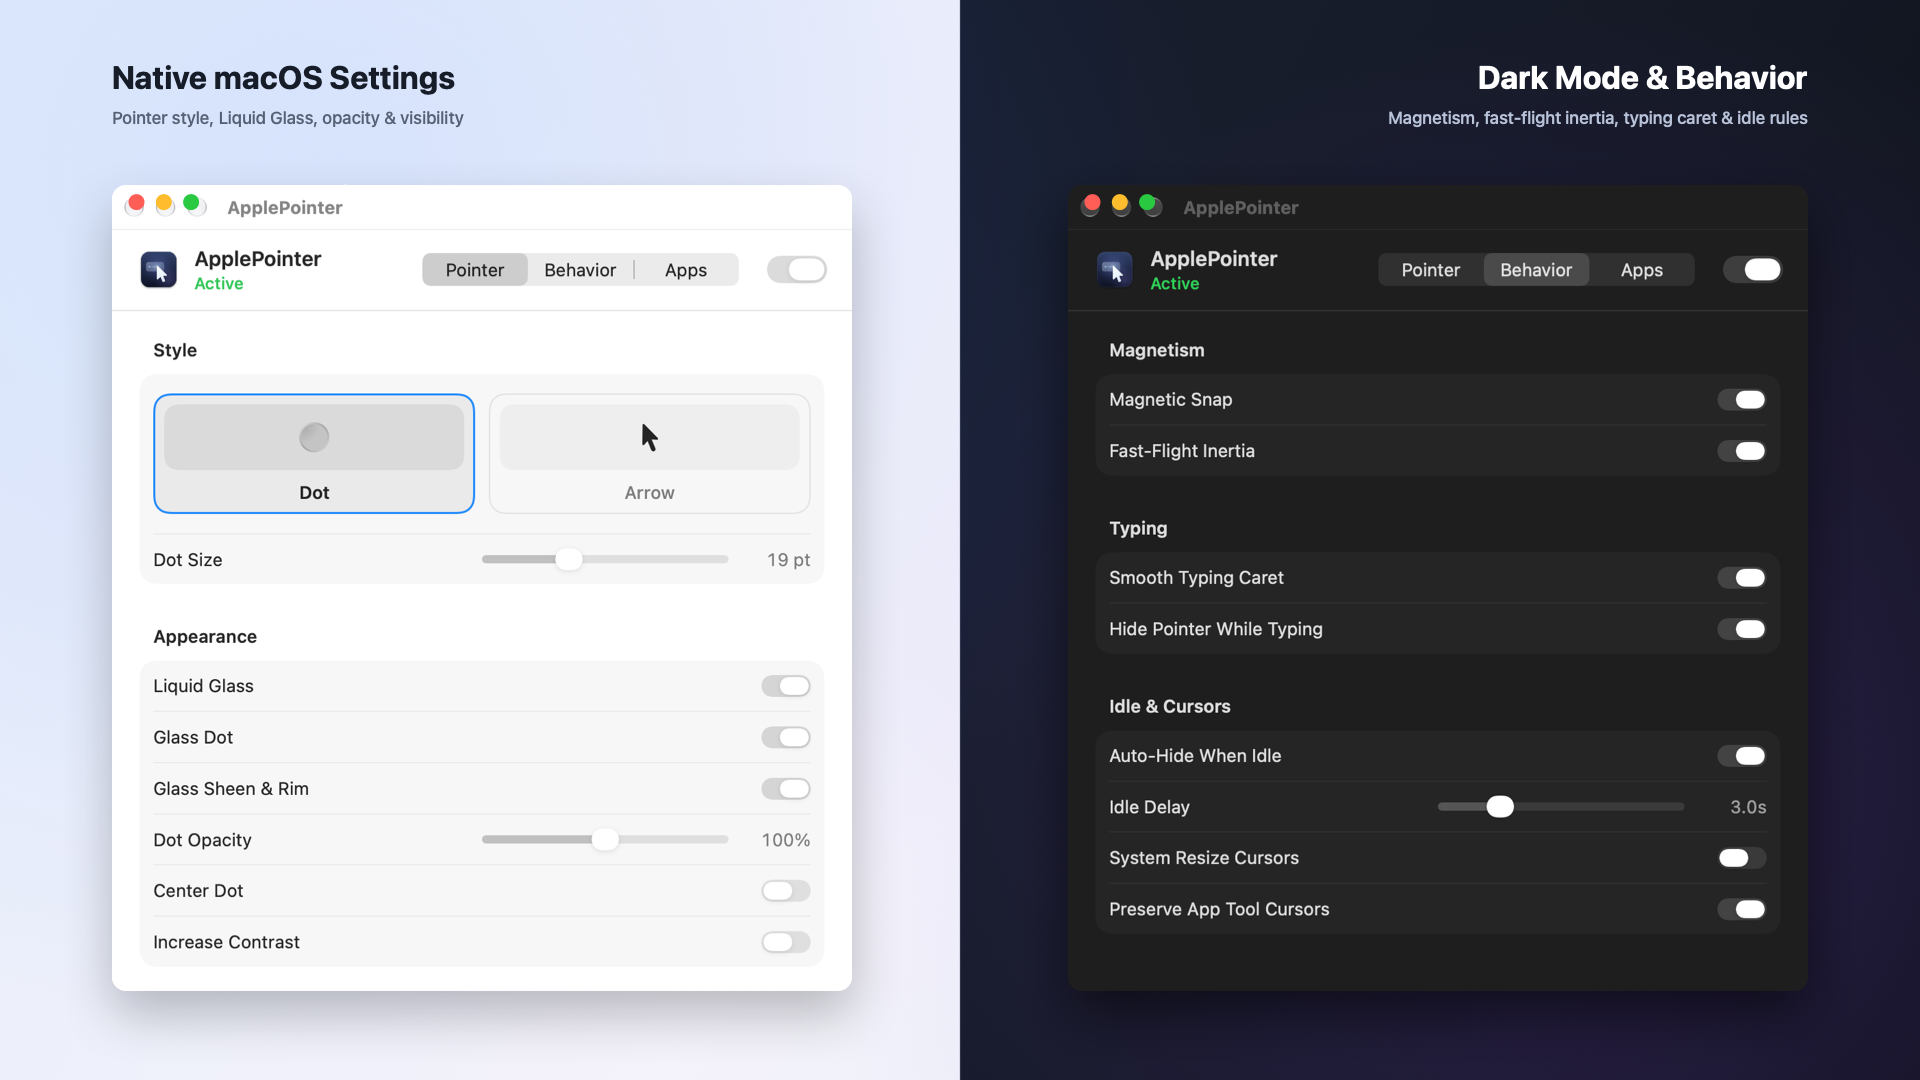 Native macOS Settings
Pointer style, Liquid Glass, opacity & visibility
ApplePointer
ApplePointer
Active
Pointer
Behavior
Apps
Style
Dot
Arrow
Dot Size
19 pt
Appearance
Liquid Glass
Glass Dot
Glass Sheen & Rim
Dot Opacity
100%
Center Dot
Increase Contrast
Dark Mode & Behavior
Magnetism, fast-flight inertia, typing caret & idle rules
ApplePointer
ApplePointer
Active
Pointer
Behavior
Apps
Magnetism
Magnetic Snap
Fast-Flight Inertia
Typing
Smooth Typing Caret
Hide Pointer While Typing
Idle & Cursors
Auto-Hide When Idle
Idle Delay
3.0s
System Resize Cursors
Preserve App Tool Cursors